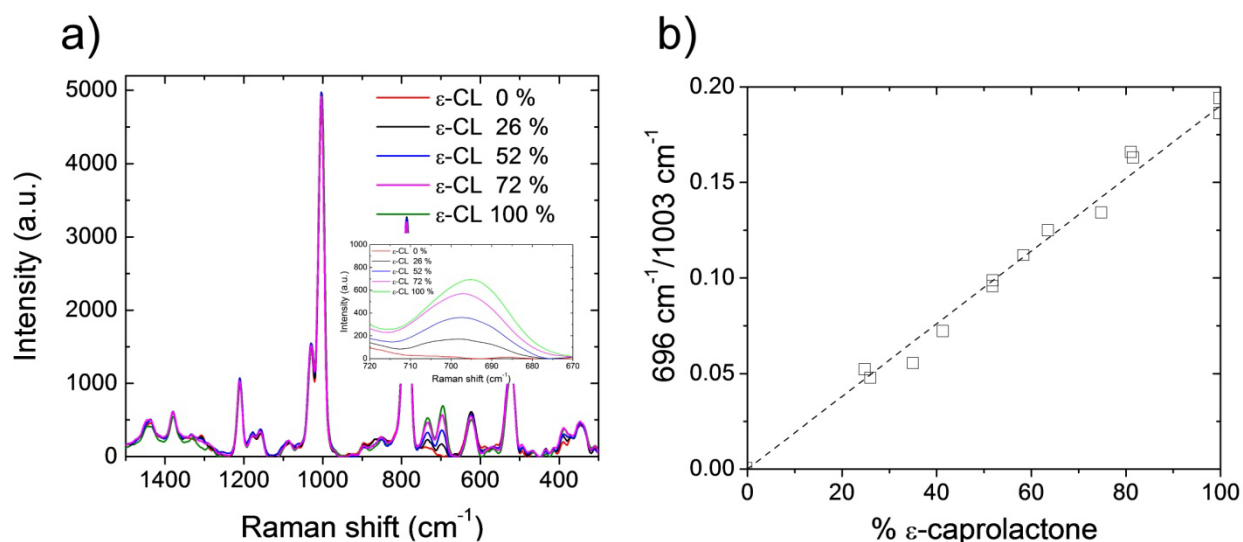 a)
5000
4000
3000
2000
1000
0
Intensity (a.u.)
ε-CL 0 %
ε-CL 26 %
ε-CL 52 %
ε-CL 72 %
ε-CL 100 %
1000
800
600
400
200
0
Intensity (a.u.)
ε-CL 0 %
ε-CL 26 %
ε-CL 52 %
ε-CL 72 %
ε-CL 100 %
720 710 700 690 680 670
Raman shift (cm⁻¹)
1400 1200 1000 800 600 400
Raman shift (cm⁻¹)
b)
0.20
0.15
0.10
0.05
0.00
696 cm⁻¹/1003 cm⁻¹
0 20 40 60 80 100
% ε-caprolactone